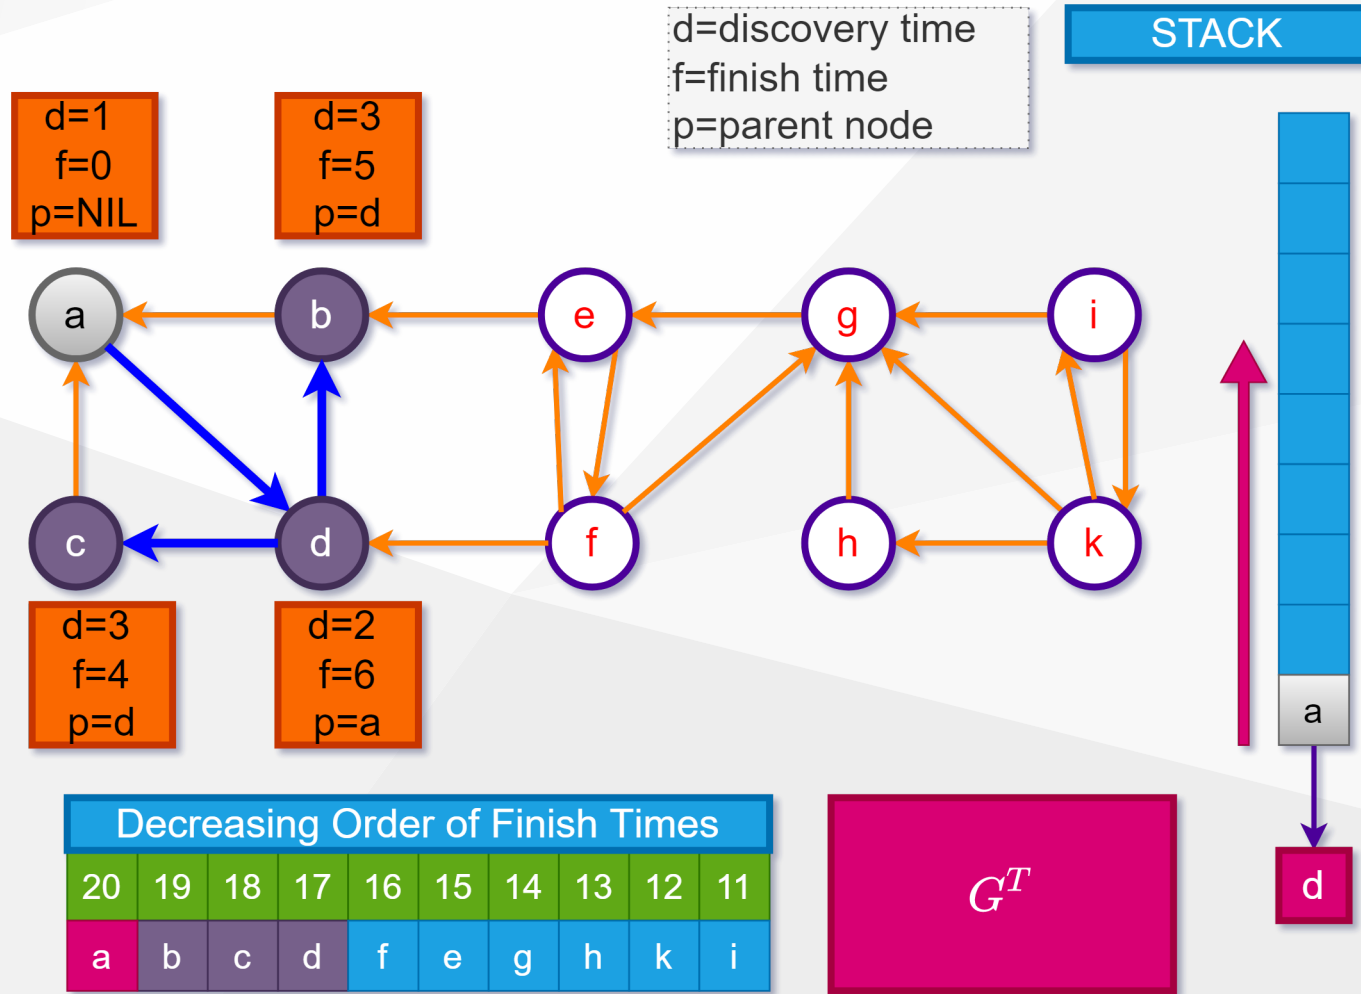 d=discovery time
f=finish time
p=parent node
STACK
d=1
f=0
p=NIL
d=3
f=5
p=d
a
b
e
g
i
c
d
f
h
k
d=3
f=4
p=d
d=2
f=6
p=a
a
d
Decreasing Order of Finish Times
20 19 18 17 16 15 14 13 12 11
a b c d f e g h k i
G^T